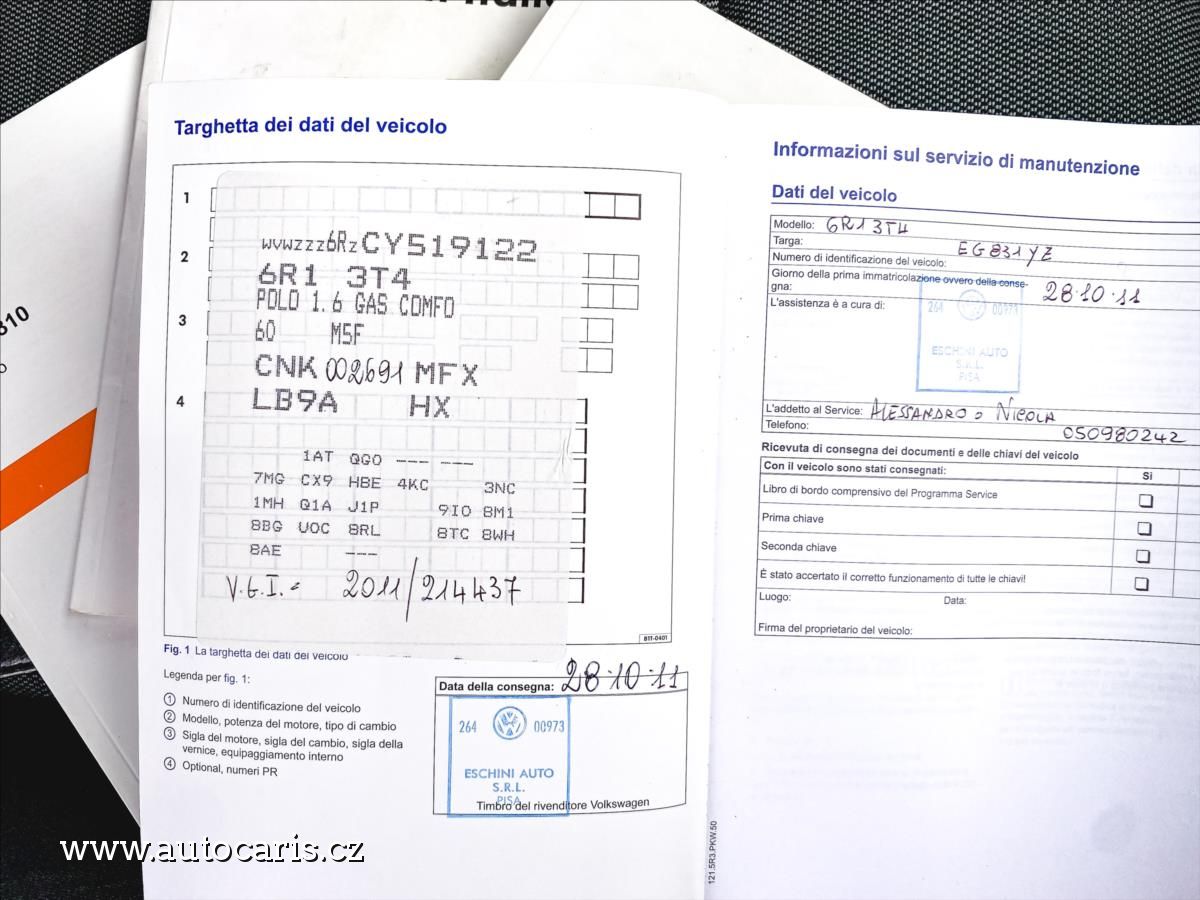 310
Targhetta dei dati del veicolo
1
WVWZZZ6RZCY519122
2
6R1 3T4
POLO 1.6 GAS COMFO
3
60 M5F
CNK 002691 MFX
4
LB9A HX
1AT QG0 --- ---
7MG CX9 HBE 4KC 3NC
1MH Q1A J1P 9IO 8M1
8BG UOC 8RL 8TC 8WH
8AE ---
V.G.I.= 2011/214437
B11-0401
Fig. 1 La targhetta dei dati del veicolo
Legenda per fig. 1:
① Numero di identificazione del veicolo
② Modello, potenza del motore, tipo di cambio
③ Sigla del motore, sigla del cambio, sigla della
vernice, equipaggiamento interno
④ Optional, numeri PR
Data della consegna: 28.10.11
264 00973
ESCHINI AUTO
S.R.L.
PISA
Timbro del rivenditore Volkswagen
121.5R3.PKW.50
Informazioni sul servizio di manutenzione
Dati del veicolo
Modello: 6R1 3T4
Targa: EG831YZ
Numero di identificazione del veicolo:
Giorno della prima immatricolazione ovvero della conse-
gna: 28.10.11
L'assistenza è a cura di:
264 00973
ESCHINI AUTO
S.R.L.
PISA
L'addetto al Service: ALESSANDRO o NICOLA
Telefono: 050980242
Ricevuta di consegna dei documenti e delle chiavi del veicolo
Con il veicolo sono stati consegnati: Sì
Libro di bordo comprensivo del Programma Service
Prima chiave
Seconda chiave
È stato accertato il corretto funzionamento di tutte le chiavi!
Luogo: Data:
Firma del proprietario del veicolo:
www.autocaris.cz